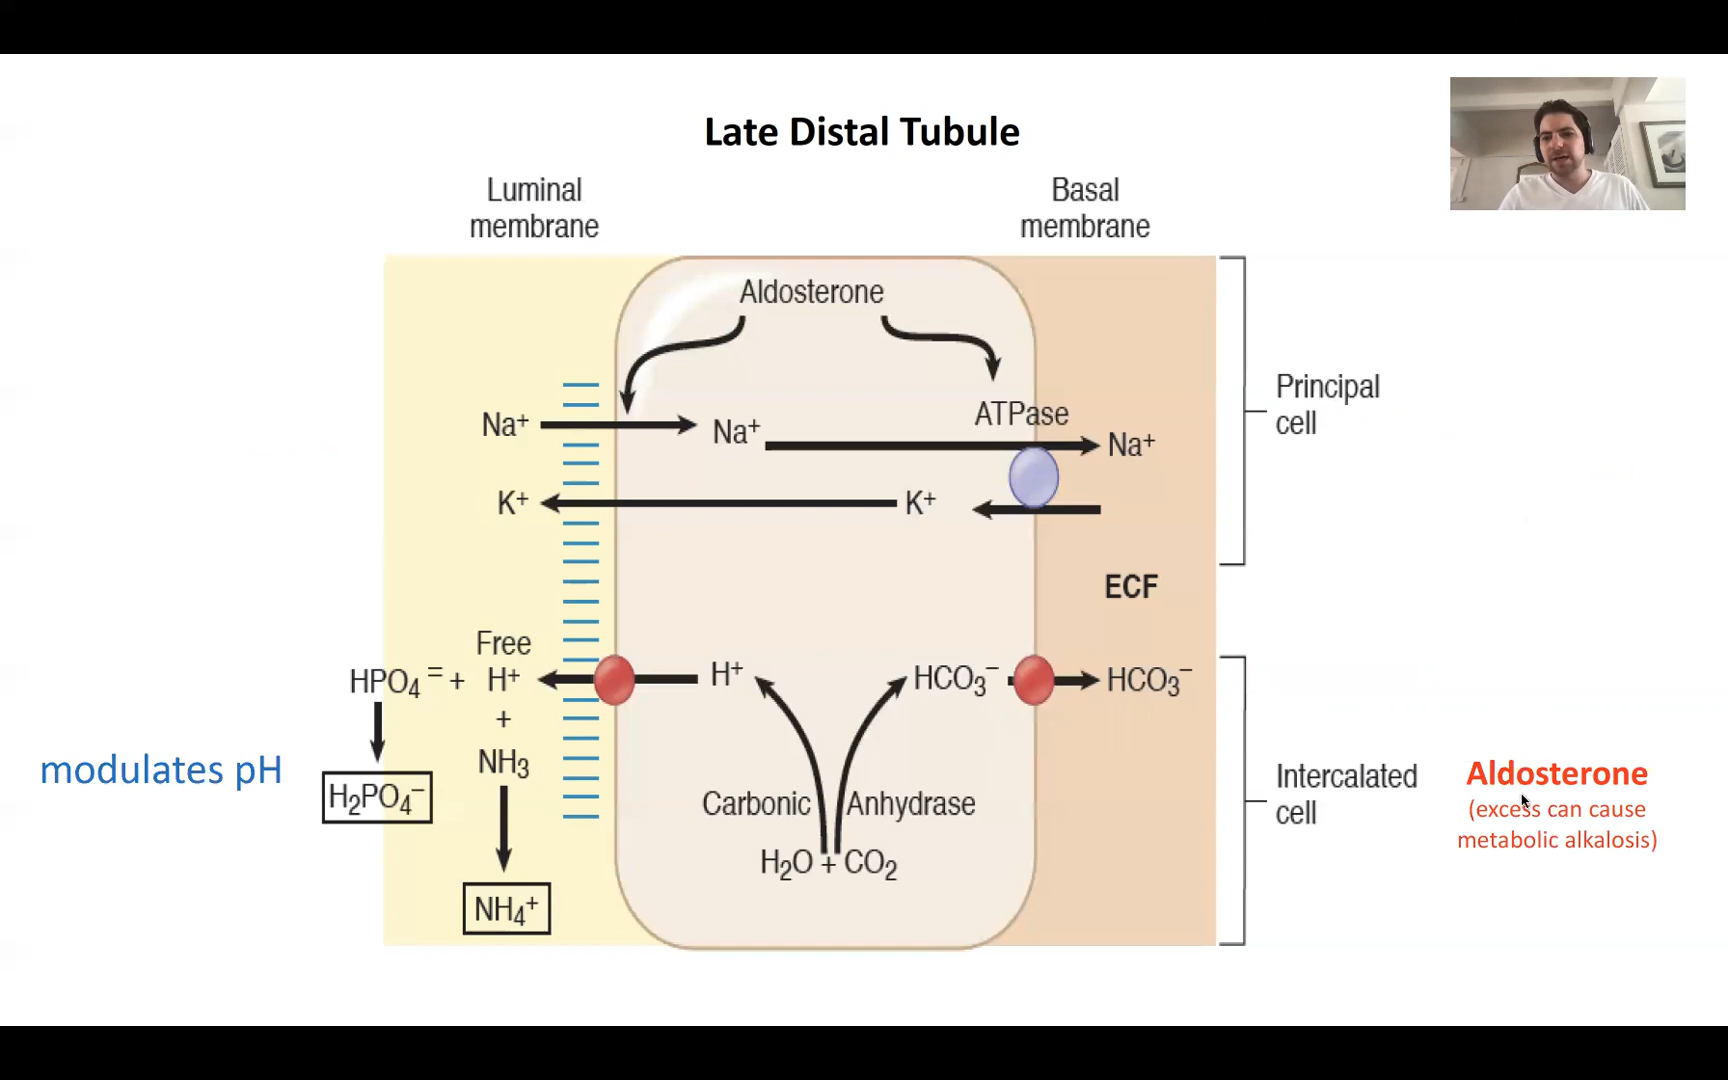 Late Distal Tubule
Luminal
membrane
Basal
membrane
Aldosterone
Na⁺
Na⁺
ATPase
Na⁺
K⁺
K⁺
Principal
cell
ECF
Free
HPO₄⁼ + H⁺
H⁺
HCO₃⁻
HCO₃⁻
+
NH₃
modulates pH
H₂PO₄⁻
Carbonic Anhydrase
H₂O + CO₂
NH₄⁺
Intercalated
cell
Aldosterone
(excess can cause
metabolic alkalosis)